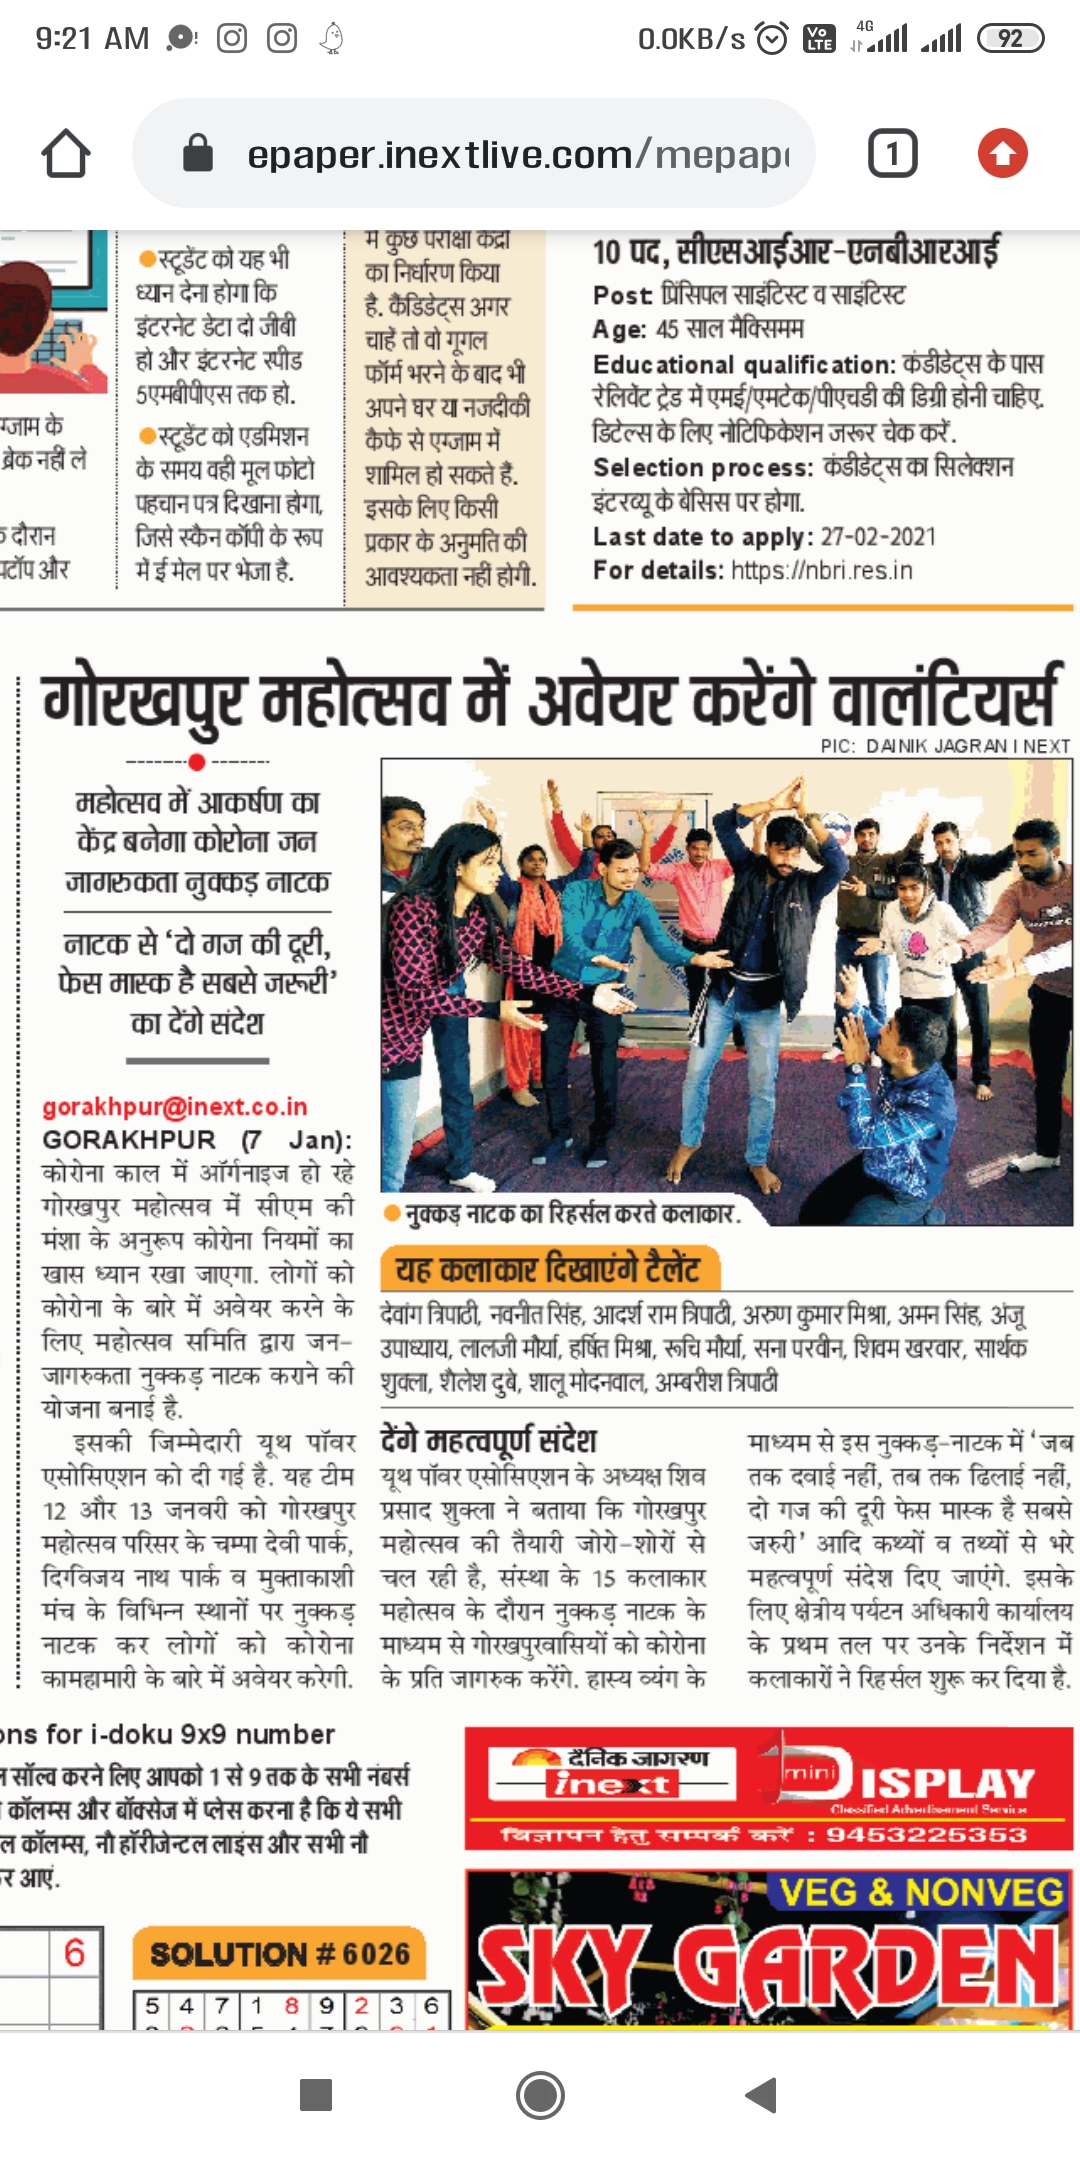 9:21 AM
0.0KB/s
Vo LTE
4G
92
epaper.inextlive.com/mepap
1
स्टूडेंट को यह भी
ध्यान देना होगा कि
इंटरनेट डेटा दो जीबी
हो और इंटरनेट स्पीड
5एमबीपीएस तक हो.
स्टूडेंट को एडमिशन
के समय वही मूल फोटो
पहचान पत्र दिखाना होगा,
जिसे स्कैन कॉपी के रूप
में ई मेल पर भेजा है.
ग्जाम के
ब्रेक नहीं ले
दौरान
और
में कुछ परीक्षा केंद्रों
का निर्धारण किया
है. कैंडिडेट्स अगर
चाहें तो वो गूगल
फॉर्म भरने के बाद भी
अपने घर या नजदीकी
कैफे से एग्जाम में
शामिल हो सकते हैं.
इसके लिए किसी
प्रकार के अनुमति की
आवश्यकता नहीं होगी.
10 पद, सीएसआईआर-एनबीआरआई
Post: प्रिंसिपल साइंटिस्ट व साइंटिस्ट
Age: 45 साल मैक्सिमम
Educational qualification: कंडीडेट्स के पास
रेलिवेंट ट्रेड में एमई/एमटेक/पीएचडी की डिग्री होनी चाहिए.
डिटेल्स के लिए नोटिफिकेशन जरूर चेक करें.
Selection process: कंडीडेट्स का सिलेक्शन
इंटरव्यू के बेसिस पर होगा.
Last date to apply: 27-02-2021
For details: https://nbri.res.in
गोरखपुर महोत्सव में अवेयर करेंगे वालंटियर्स
PIC: DAINIK JAGRAN I NEXT
महोत्सव में आकर्षण का
केंद्र बनेगा कोरोना जन
जागरुकता नुक्कड़ नाटक
नाटक से ‘दो गज की दूरी,
फेस मास्क है सबसे जरूरी’
का देंगे संदेश
gorakhpur@inext.co.in
GORAKHPUR (7 Jan):
कोरोना काल में ऑर्गनाइज हो रहे
गोरखपुर महोत्सव में सीएम की
मंशा के अनुरूप कोरोना नियमों का
खास ध्यान रखा जाएगा. लोगों को
कोरोना के बारे में अवेयर करने के
लिए महोत्सव समिति द्वारा जन-
जागरुकता नुक्कड़ नाटक कराने की
योजना बनाई है.
इसकी जिम्मेदारी यूथ पॉवर
एसोसिएशन को दी गई है. यह टीम
12 और 13 जनवरी को गोरखपुर
महोत्सव परिसर के चम्पा देवी पार्क,
दिग्विजय नाथ पार्क व मुक्ताकाशी
मंच के विभिन्न स्थानों पर नुक्कड़
नाटक कर लोगों को कोरोना
कामहामारी के बारे में अवेयर करेगी.
नुक्कड़ नाटक का रिहर्सल करते कलाकार.
यह कलाकार दिखाएंगे टैलेंट
देवांग त्रिपाठी, नवनीत सिंह, आदर्श राम त्रिपाठी, अरुण कुमार मिश्रा, अमन सिंह, अंजू
उपाध्याय, लालजी मौर्या, हर्षित मिश्रा, रूचि मौर्या, सना परवीन, शिवम खरवार, सार्थक
शुक्ला, शैलेश दुबे, शालू मोदनवाल, अम्बरीश त्रिपाठी
देंगे महत्वपूर्ण संदेश
यूथ पॉवर एसोसिएशन के अध्यक्ष शिव
प्रसाद शुक्ला ने बताया कि गोरखपुर
महोत्सव की तैयारी जोरो-शोरों से
चल रही है, संस्था के 15 कलाकार
महोत्सव के दौरान नुक्कड़ नाटक के
माध्यम से गोरखपुरवासियों को कोरोना
के प्रति जागरुक करेंगे. हास्य व्यंग के
माध्यम से इस नुक्कड़-नाटक में ‘जब
तक दवाई नहीं, तब तक ढिलाई नहीं,
दो गज की दूरी फेस मास्क है सबसे
जरुरी’ आदि कथ्यों व तथ्यों से भरे
महत्वपूर्ण संदेश दिए जाएंगे. इसके
लिए क्षेत्रीय पर्यटन अधिकारी कार्यालय
के प्रथम तल पर उनके निर्देशन में
कलाकारों ने रिहर्सल शुरू कर दिया है.
ons for i-doku 9x9 number
सॉल्व करने लिए आपको 1 से 9 तक के सभी नंबर्स
कॉलम्स और बॉक्सेज में प्लेस करना है कि ये सभी
ल कॉलम्स, नौ हॉरीजेन्टल लाइंस और सभी नौ
आएं.
6
SOLUTION # 6026
5 4 7 1 8 9 2 3 6
दैनिक जागरण
inext
mini DISPLAY
Classified Advertisement Service
विज्ञापन हेतु सम्पर्क करें : 9453225353
VEG & NONVEG
SKY GARDEN